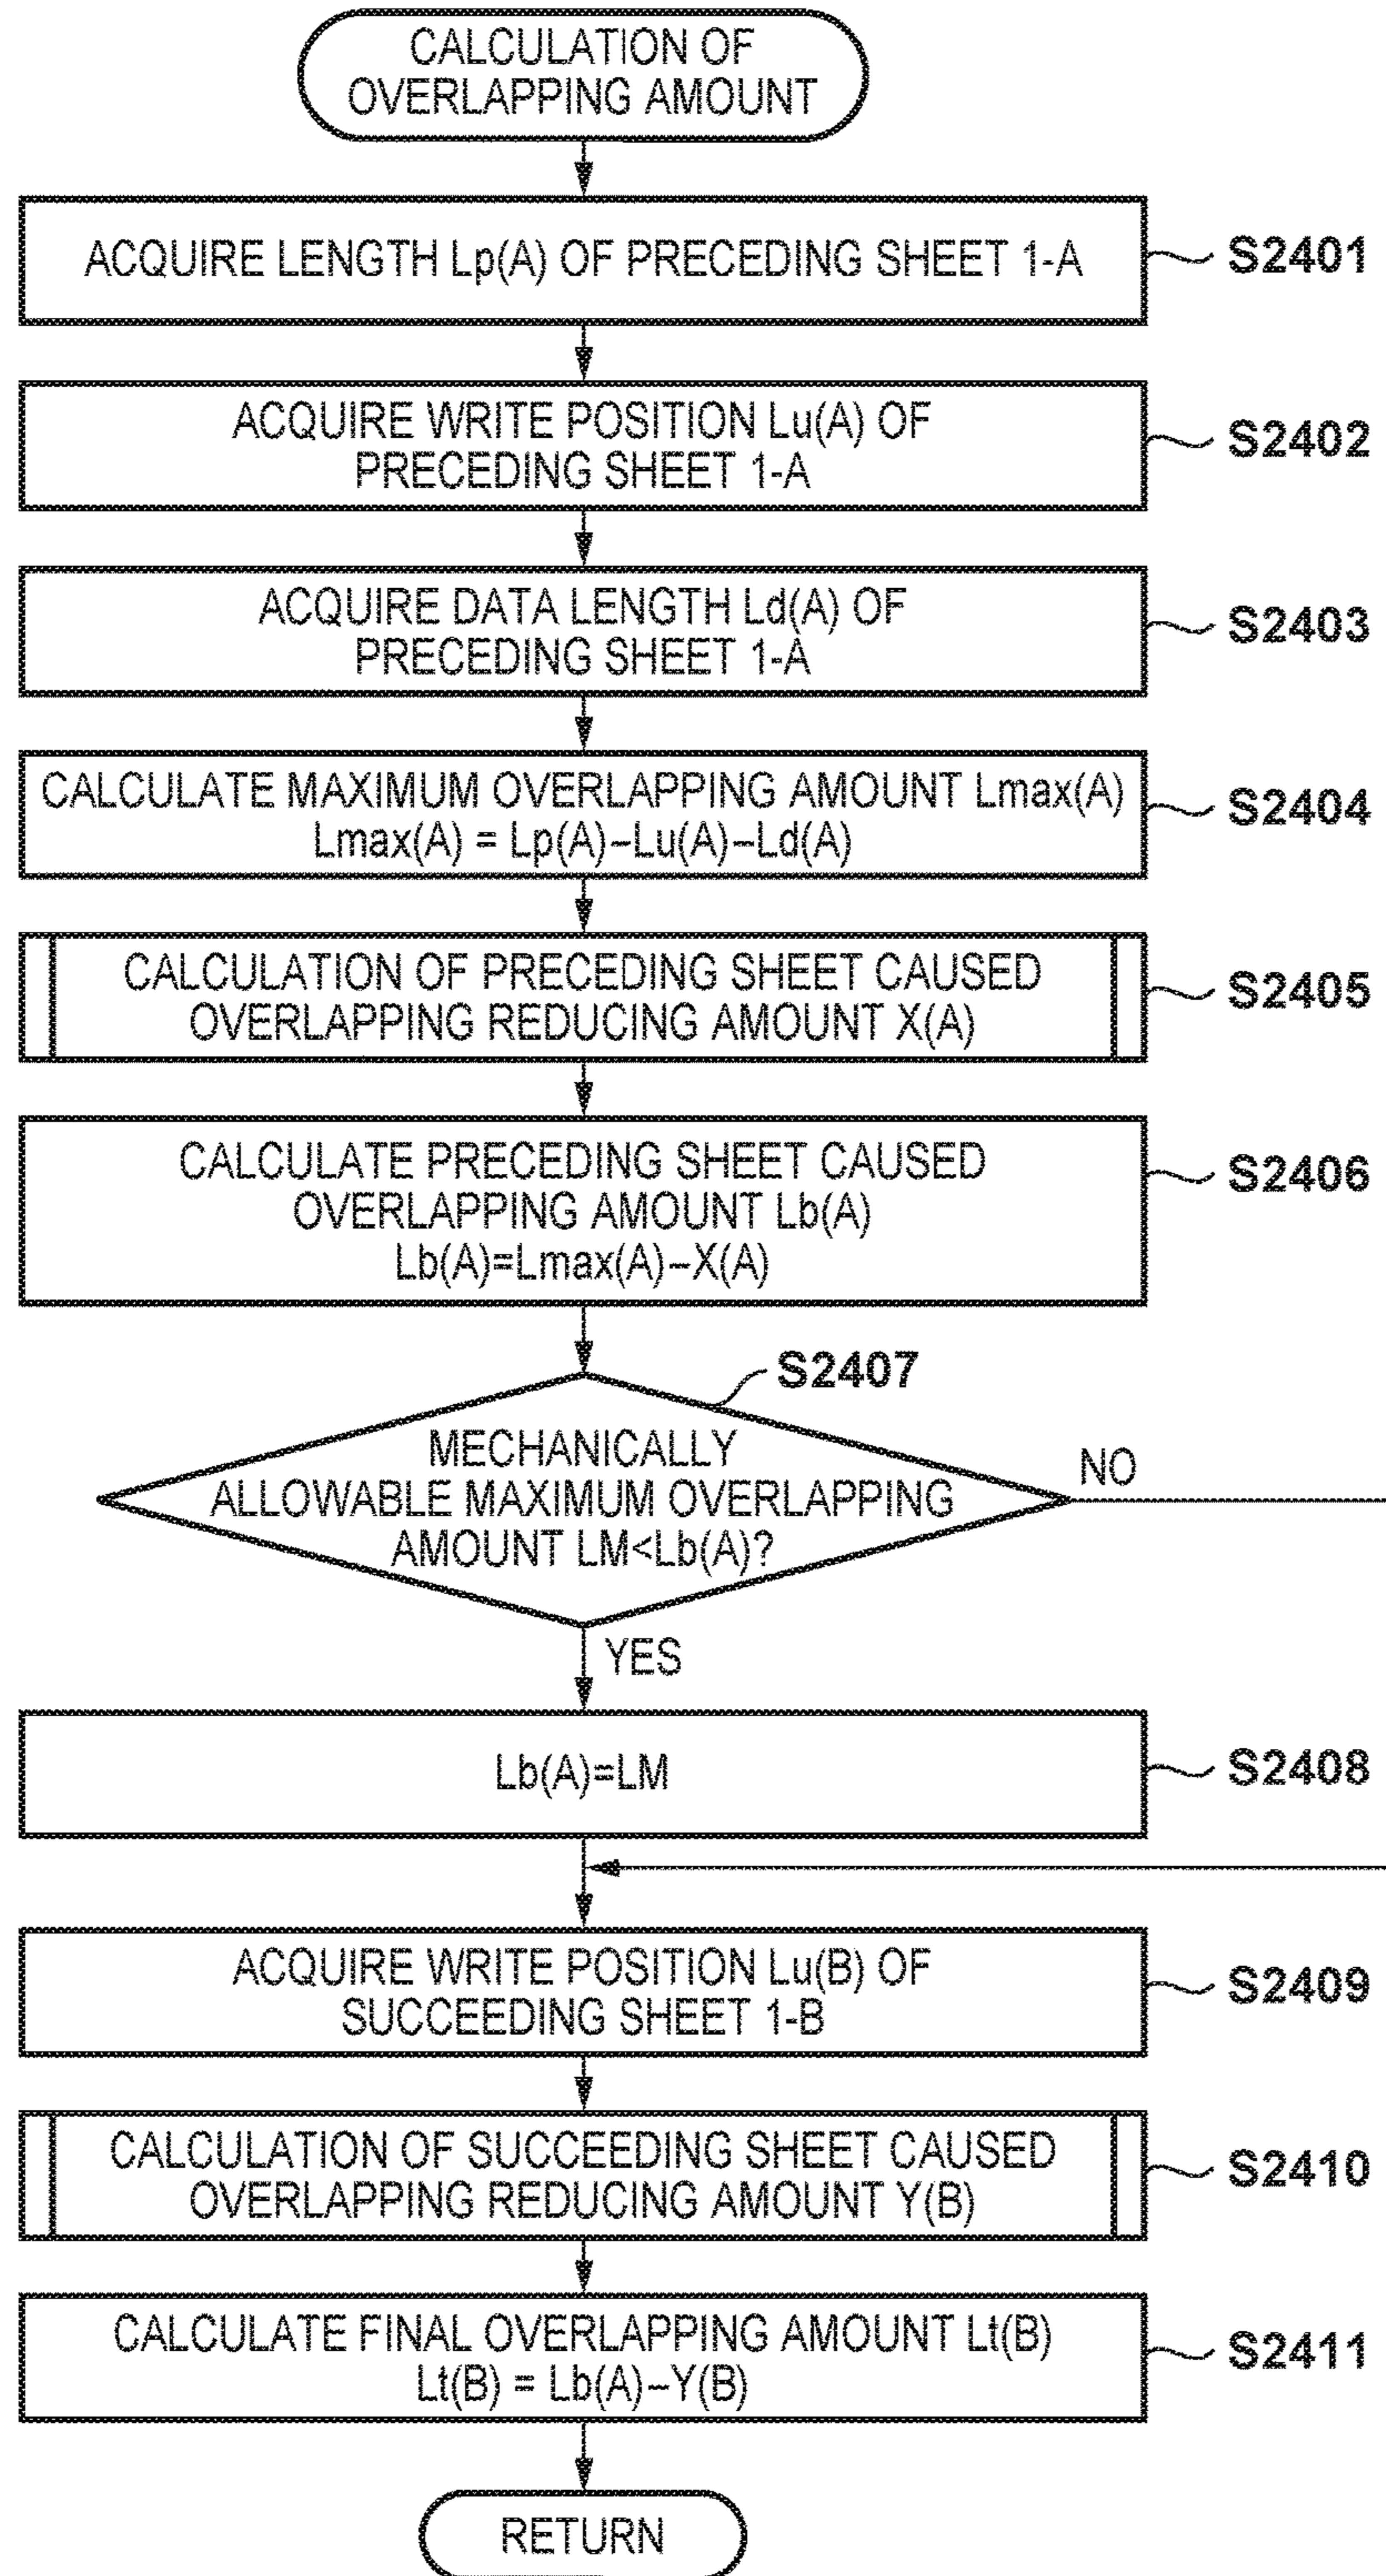 CALCULATION OF
OVERLAPPING AMOUNT
ACQUIRE LENGTH Lp(A) OF PRECEDING SHEET 1-A
S2401
ACQUIRE WRITE POSITION Lu(A) OF
PRECEDING SHEET 1-A
S2402
ACQUIRE DATA LENGTH Ld(A) OF
PRECEDING SHEET 1-A
S2403
CALCULATE MAXIMUM OVERLAPPING AMOUNT Lmax(A)
Lmax(A) = Lp(A)–Lu(A)–Ld(A)
S2404
CALCULATION OF PRECEDING SHEET CAUSED
OVERLAPPING REDUCING AMOUNT X(A)
S2405
CALCULATE PRECEDING SHEET CAUSED
OVERLAPPING AMOUNT Lb(A)
Lb(A)=Lmax(A)–X(A)
S2406
S2407
MECHANICALLY
ALLOWABLE MAXIMUM OVERLAPPING
AMOUNT LM<Lb(A)?
NO
YES
Lb(A)=LM
S2408
ACQUIRE WRITE POSITION Lu(B) OF
SUCCEEDING SHEET 1-B
S2409
CALCULATION OF SUCCEEDING SHEET CAUSED
OVERLAPPING REDUCING AMOUNT Y(B)
S2410
CALCULATE FINAL OVERLAPPING AMOUNT Lt(B)
Lt(B) = Lb(A)–Y(B)
S2411
RETURN